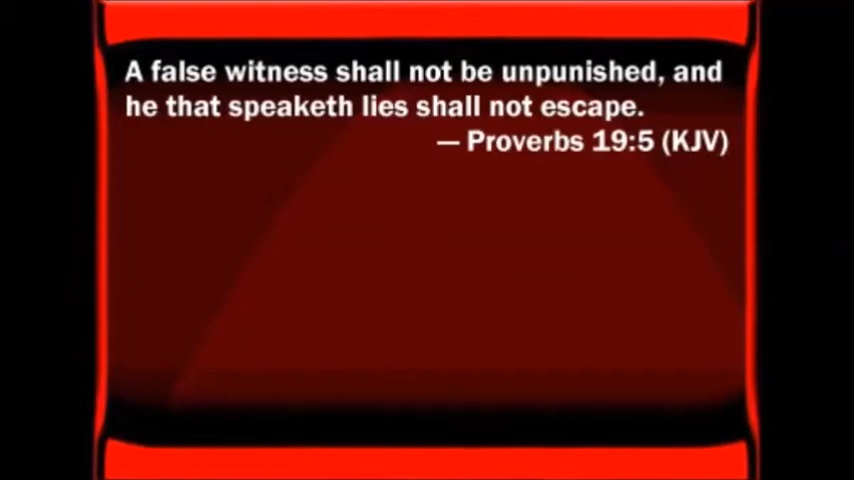 A false witness shall not be unpunished, and
he that speaketh lies shall not escape.
— Proverbs 19:5 (KJV)